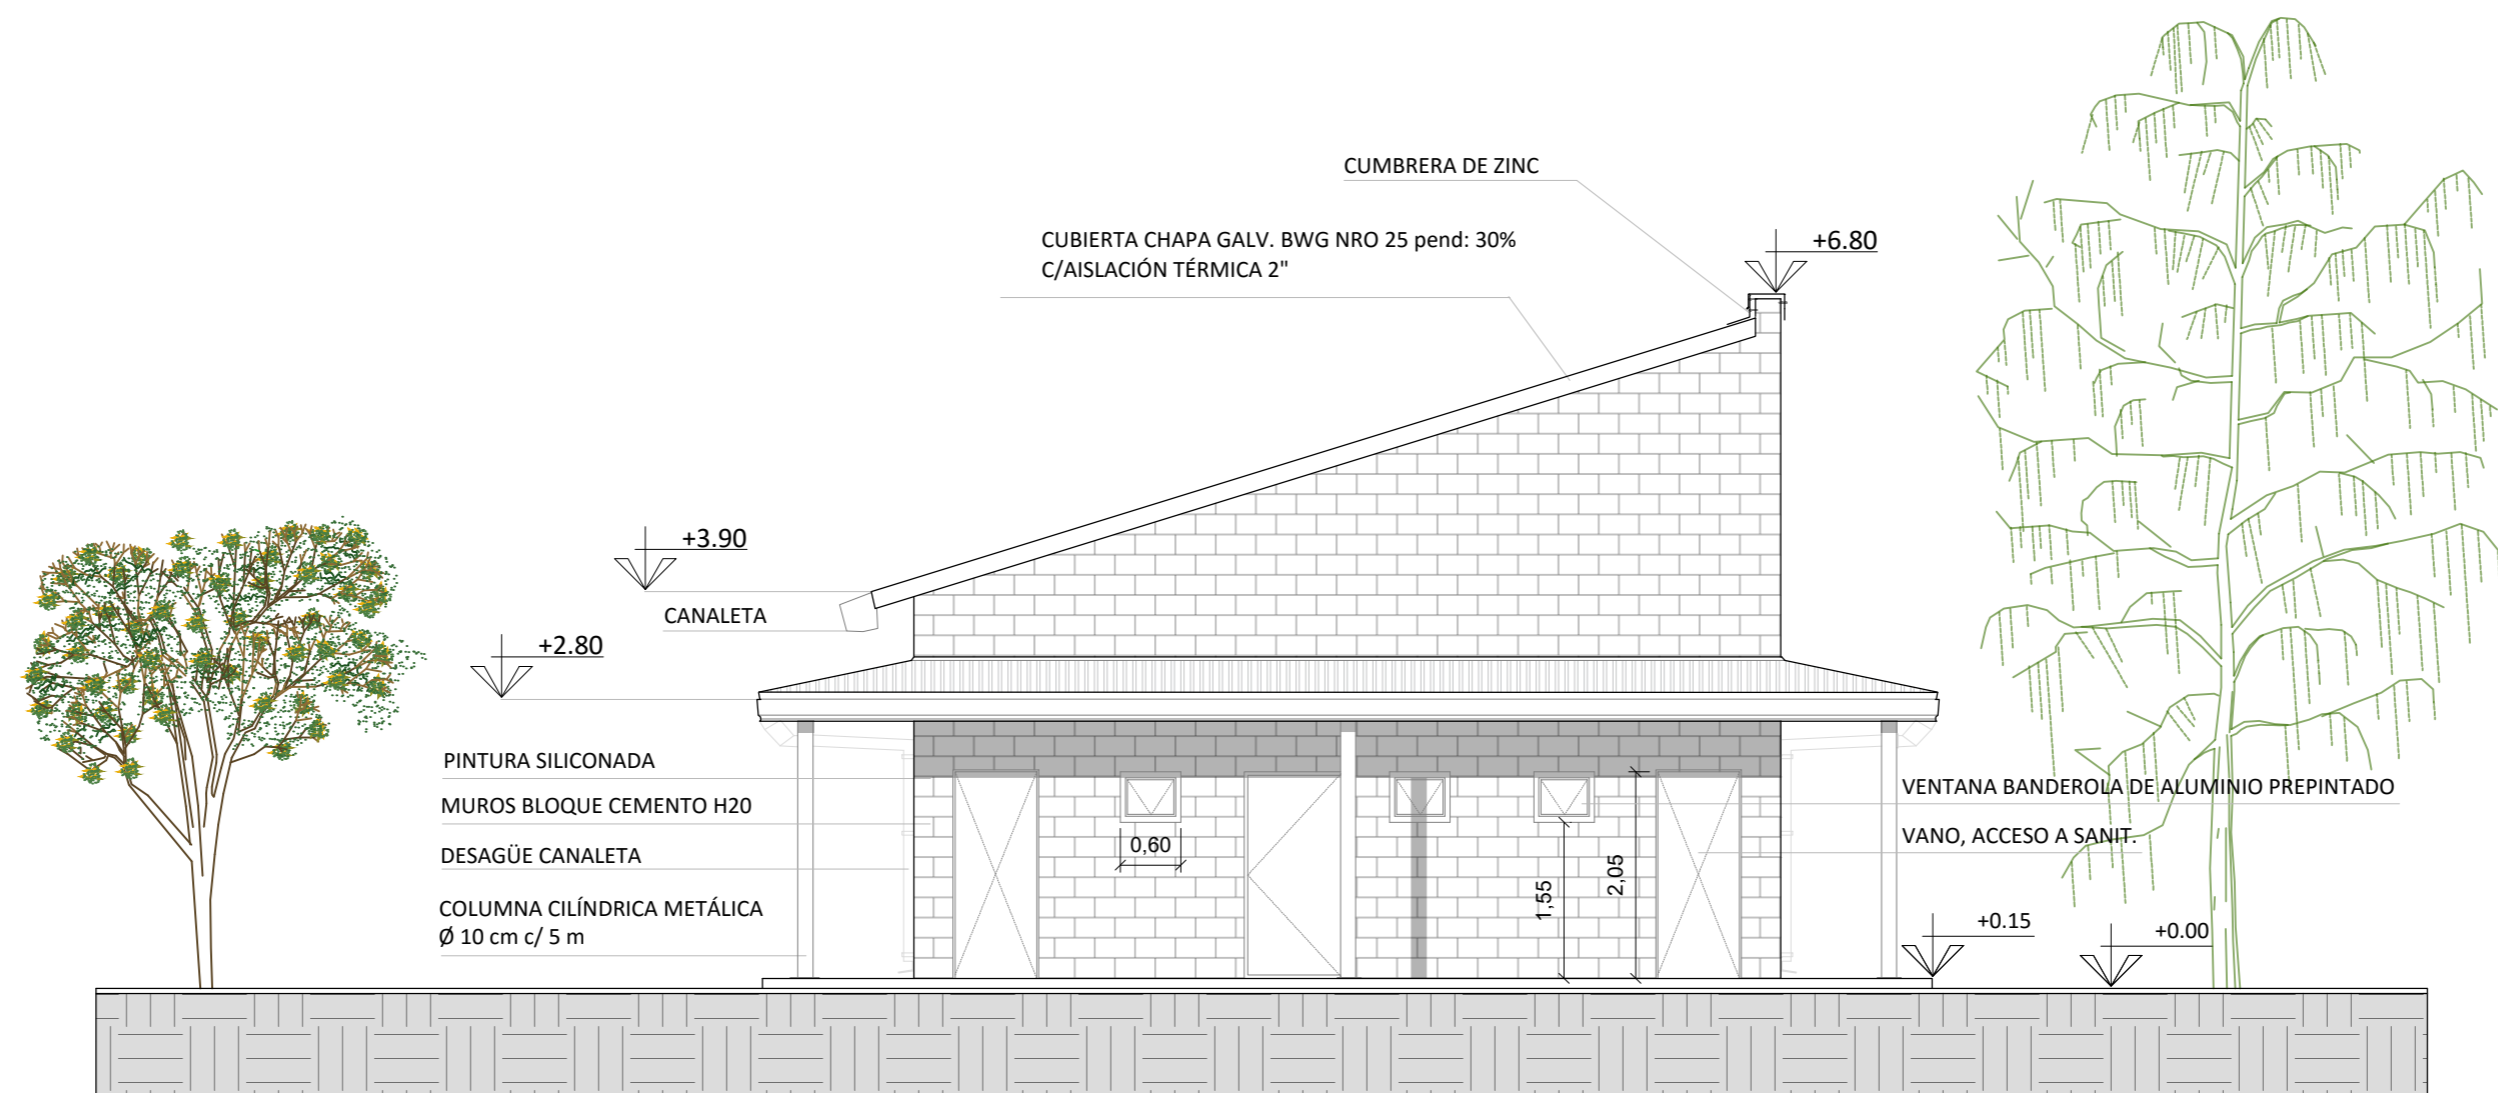 CUMBRERA DE ZINC
CUBIERTA CHAPA GALV. BWG NRO 25 pend: 30%
C/AISLACIÓN TÉRMICA 2"
+6.80
+3.90
CANALETA
+2.80
PINTURA SILICONADA
MUROS BLOQUE CEMENTO H20
DESAGÜE CANALETA
COLUMNA CILÍNDRICA METÁLICA
Ø 10 cm c/ 5 m
0,60
1,55
2,05
VENTANA BANDEROLA DE ALUMINIO PREPINTADO
VANO, ACCESO A SANIT.
+0.15
+0.00